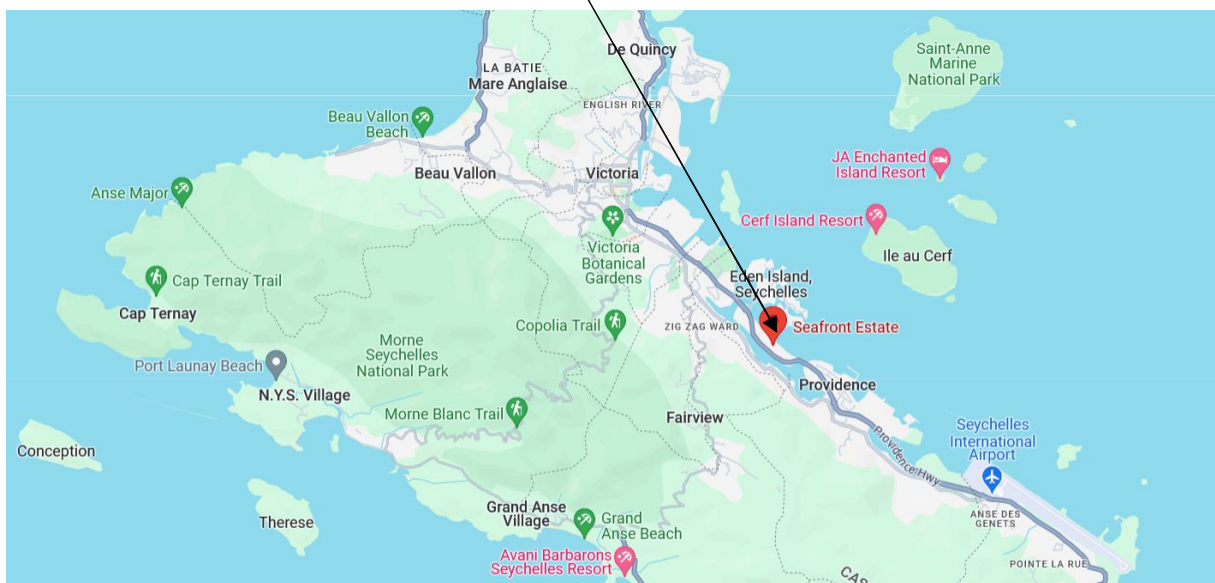 De Quincy
Saint-Anne
Marine
National Park
LA BATIE
Mare Anglaise
ENGLISH RIVER
Beau Vallon
Beach
JA Enchanted
Island Resort
Beau Vallon
Victoria
Anse Major
Cerf Island Resort
Victoria
Botanical
Gardens
Ile au Cerf
Eden Island,
Seychelles
Cap Ternay Trail
Cap Ternay
Copolia Trail
ZIG ZAG WARD
Seafront Estate
Morne
Seychelles
National Park
Port Launay Beach
N.Y.S. Village
Providence
Morne Blanc Trail
Fairview
Seychelles
International
Airport
Conception
Providence Hwy
Grand Anse
Village
Grand
Anse Beach
Therese
ANSE DES
GENETS
Avani Barbarons
Seychelles Resort
POINTE LA RUE
CAS